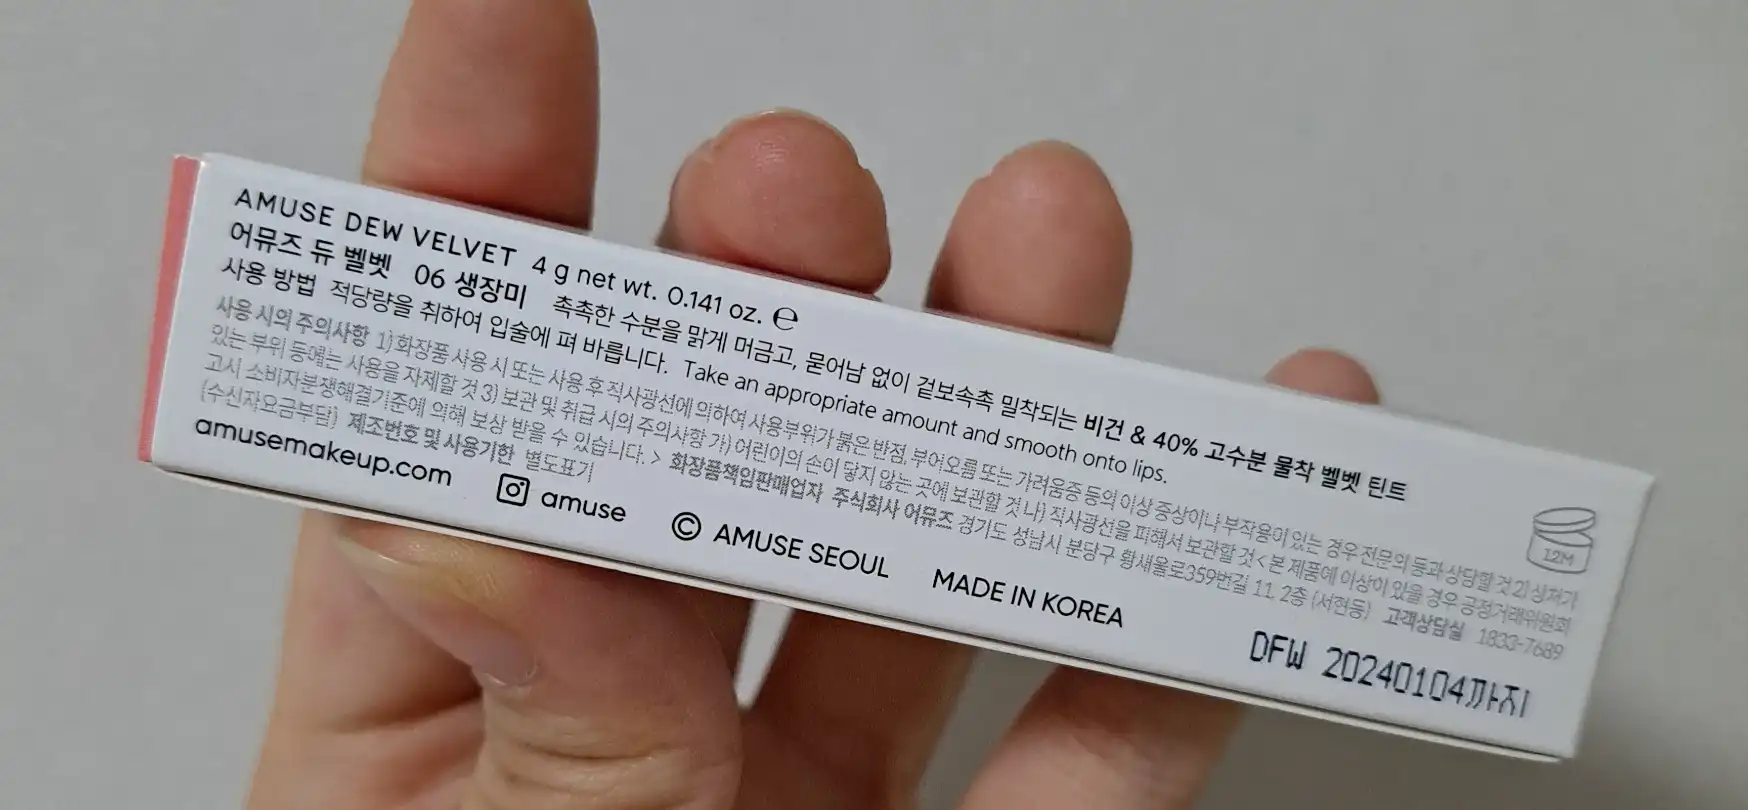 AMUSE DEW VELVET 4 g net wt. 0.141 oz. ℮
어뮤즈 듀 벨벳 06 생장미 촉촉한 수분을 맑게 머금고, 묻어남 없이 겉보속촉 밀착되는 비건 & 40% 고수분 물착 벨벳 틴트
사용 방법 적당량을 취하여 입술에 펴 바릅니다. Take an appropriate amount and smooth onto lips.
사용 시의 주의사항 1) 화장품 사용 시 또는 사용 후 직사광선에 의하여 사용부위가 붉은 반점, 부어오름 또는 가려움증 등의 이상 증상이나 부작용이 있는 경우 전문의 등과 상담할 것 2) 상처가
있는 부위 등에는 사용을 자제할 것 3) 보관 및 취급 시의 주의사항 가) 어린이의 손이 닿지 않는 곳에 보관할 것 나) 직사광선을 피해서 보관할 것 < 본 제품에 이상이 있을 경우 공정거래위원회
고시 소비자분쟁해결기준에 의해 보상 받을 수 있습니다. > 화장품책임판매업자 주식회사 어뮤즈 경기도 성남시 분당구 황새울로359번길 11, 2층 (서현동) 고객상담실 1833-7689
(수신자요금부담) 제조번호 및 사용기한 별도표기
12M
amusemakeup.com amuse © AMUSE SEOUL MADE IN KOREA
DFW 20240104까지